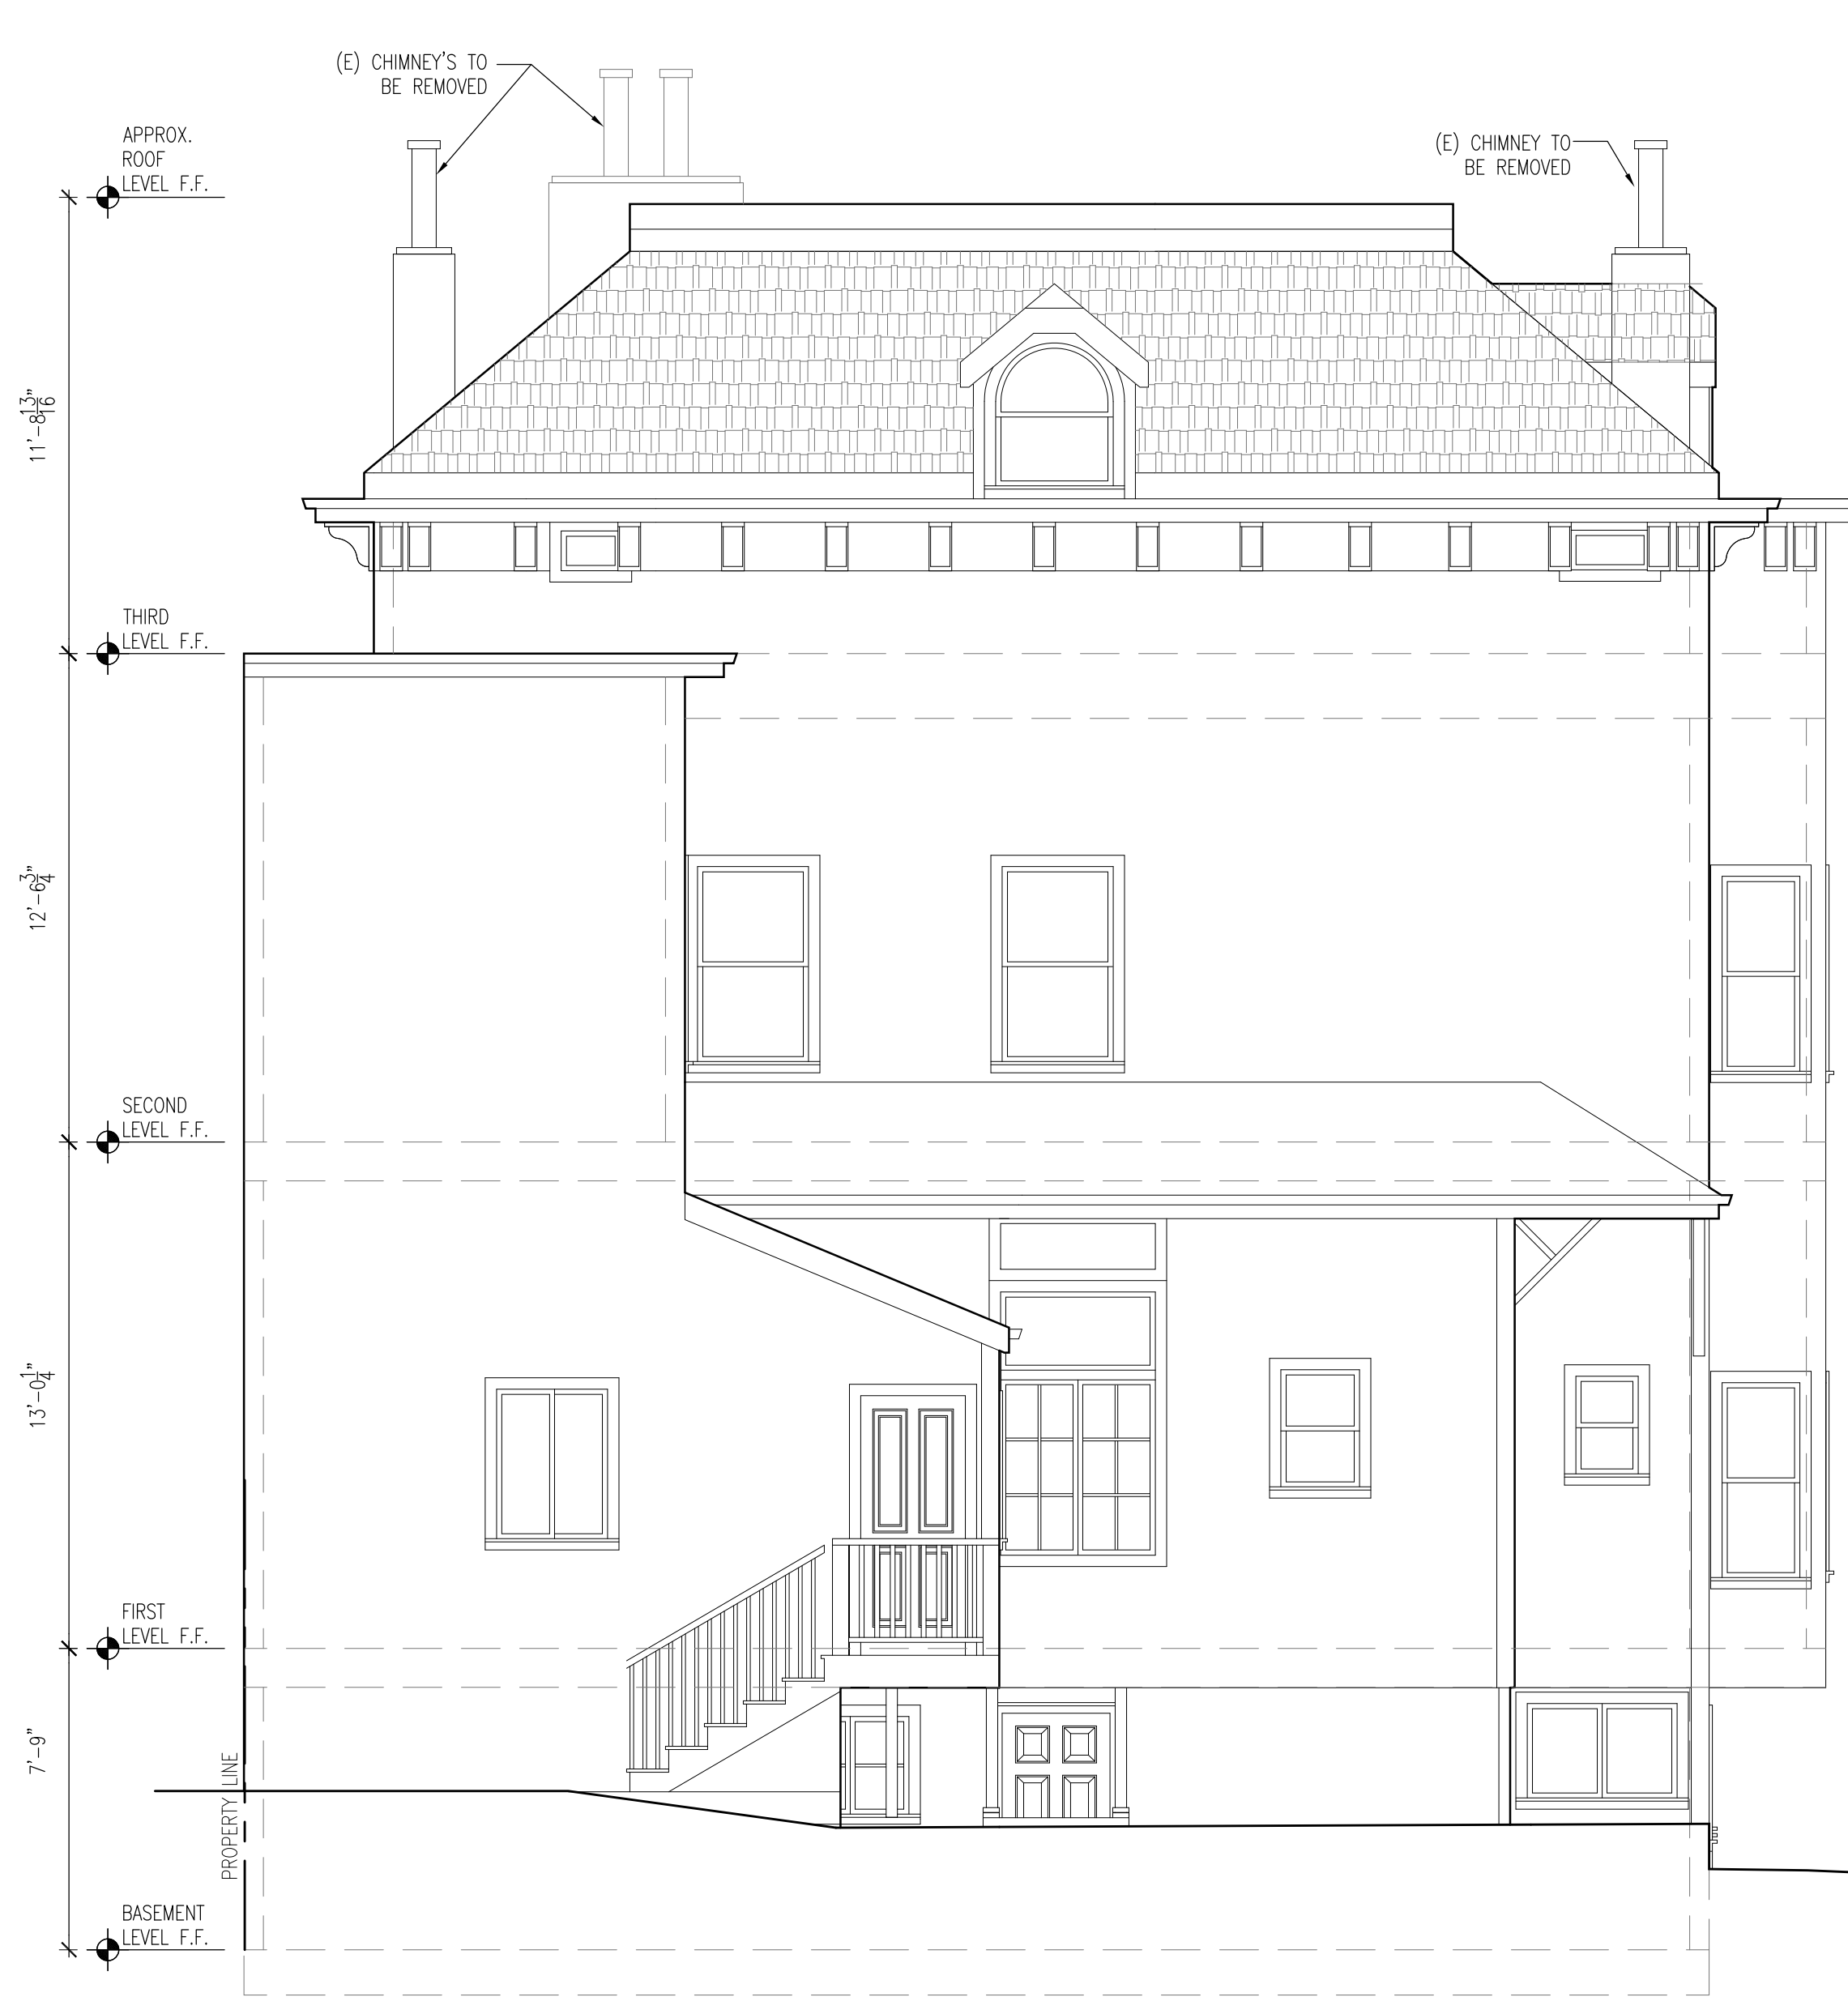 (E) CHIMNEY'S TO
BE REMOVED
(E) CHIMNEY TO
BE REMOVED
APPROX.
ROOF
LEVEL F.F.
11'-8 13/16"
THIRD
LEVEL F.F.
12'-6 3/4"
SECOND
LEVEL F.F.
13'-0 1/4"
FIRST
LEVEL F.F.
7'-9"
PROPERTY LINE
BASEMENT
LEVEL F.F.